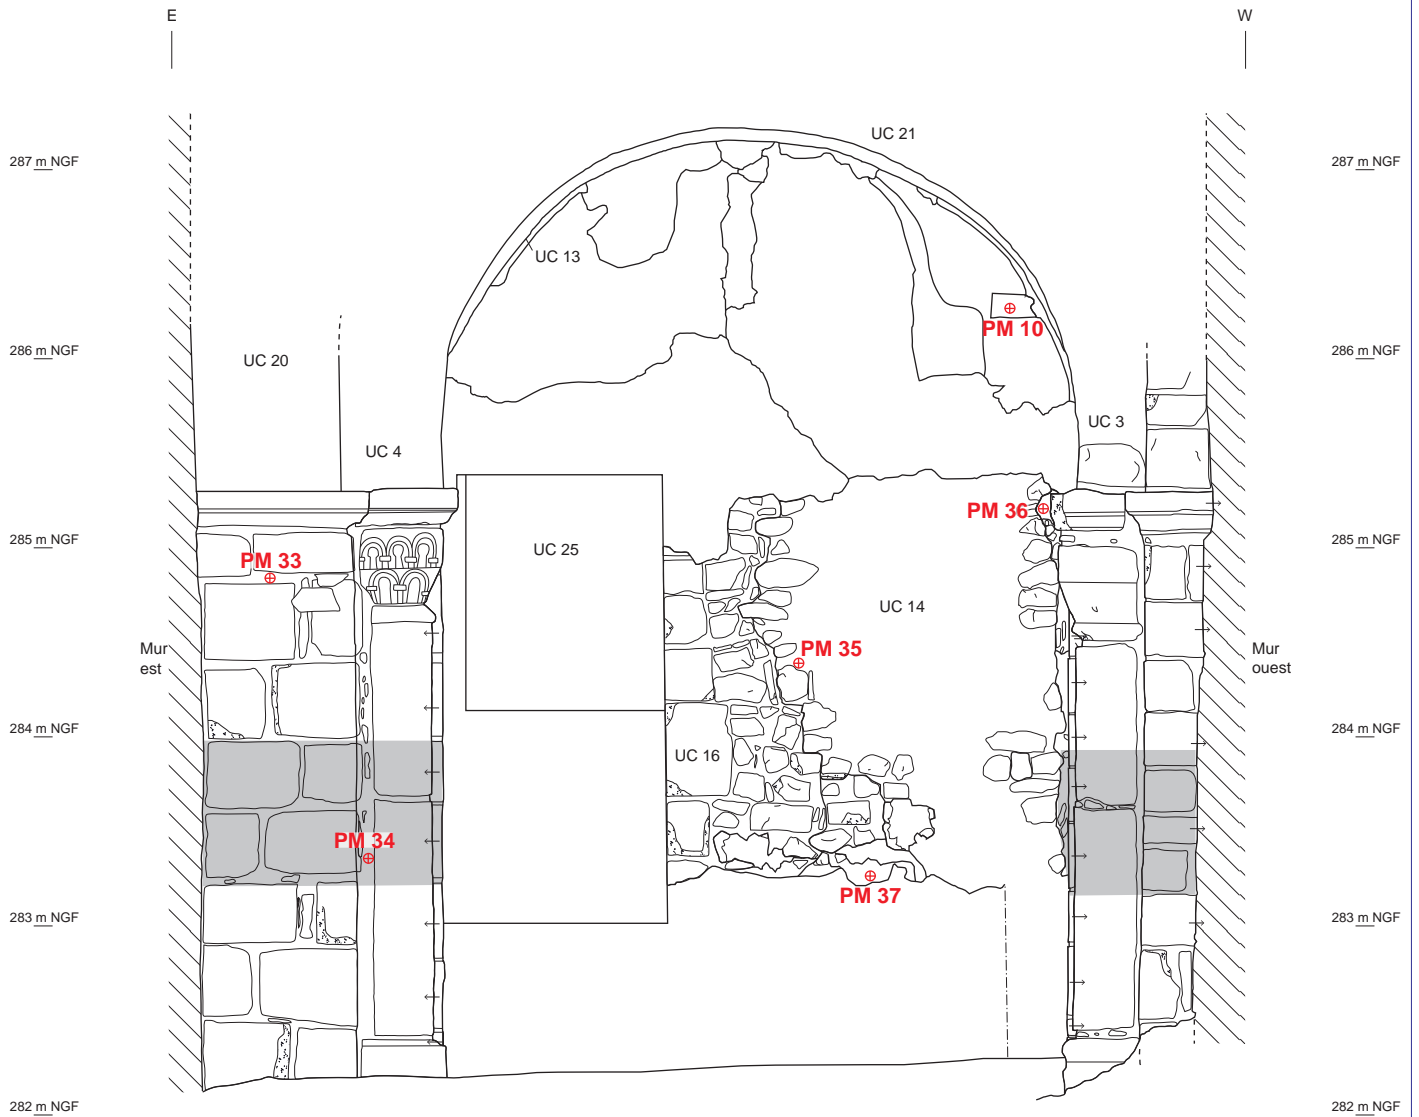 E
W
UC 21
287 m NGF
287 m NGF
UC 13
PM 10
286 m NGF
286 m NGF
UC 20
UC 3
UC 4
PM 36
285 m NGF
285 m NGF
UC 25
PM 33
UC 14
Mur
est
PM 35
Mur
ouest
284 m NGF
284 m NGF
UC 16
PM 34
PM 37
283 m NGF
283 m NGF
282 m NGF
282 m NGF